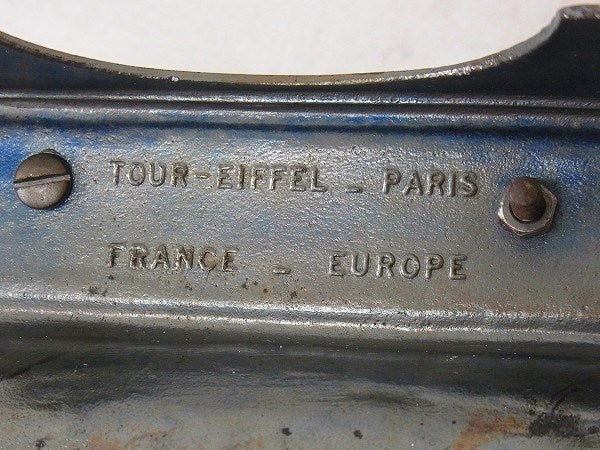 TOUR-EIFFEL - PARIS
FRANCE - EUROPE